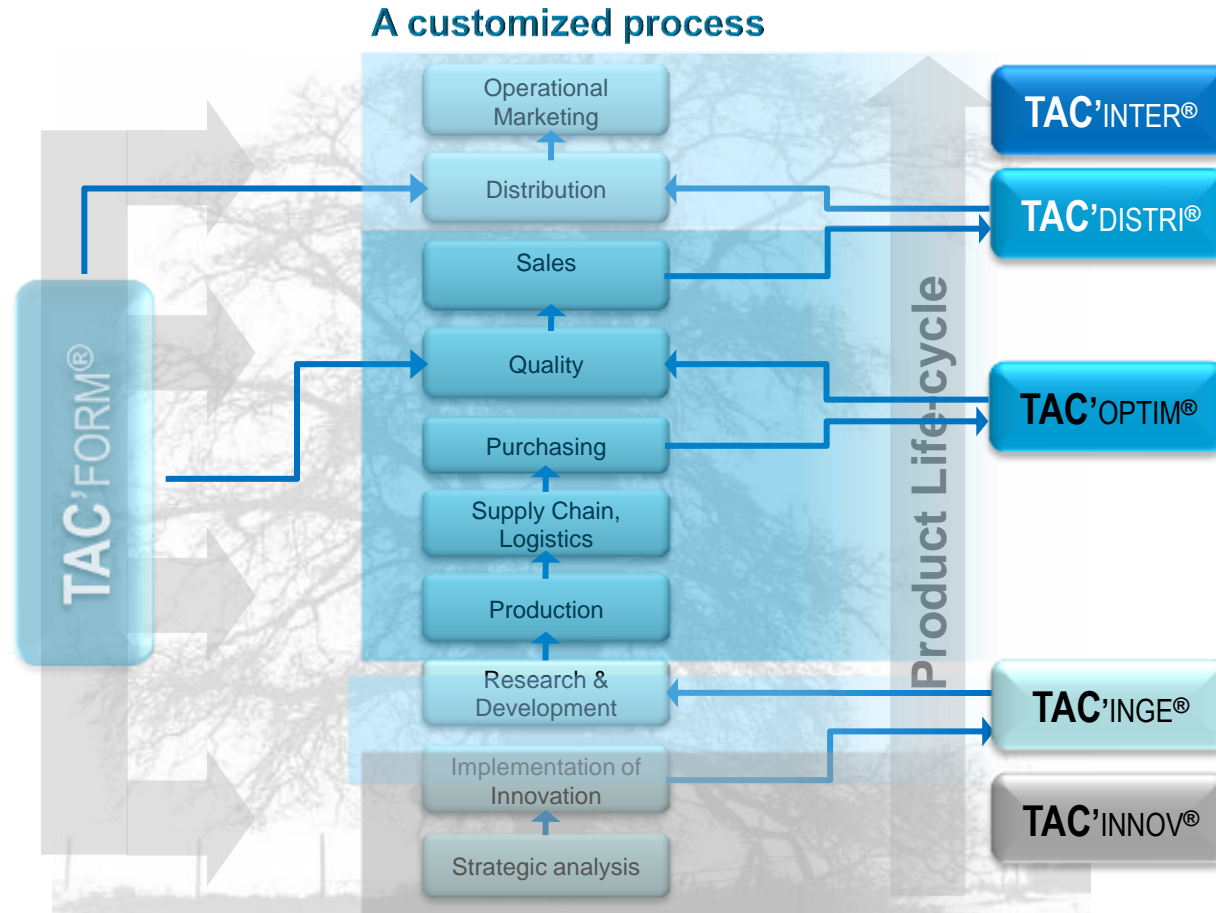 A customized process
Operational
Marketing
TAC'INTER®
Distribution
TAC'DISTRI®
Sales
Quality
TAC'FORM®
Product Life-cycle
TAC'OPTIM®
Purchasing
Supply Chain,
Logistics
Production
Research &
Development
TAC'INGE®
Implementation of
Innovation
TAC'INNOV®
Strategic analysis